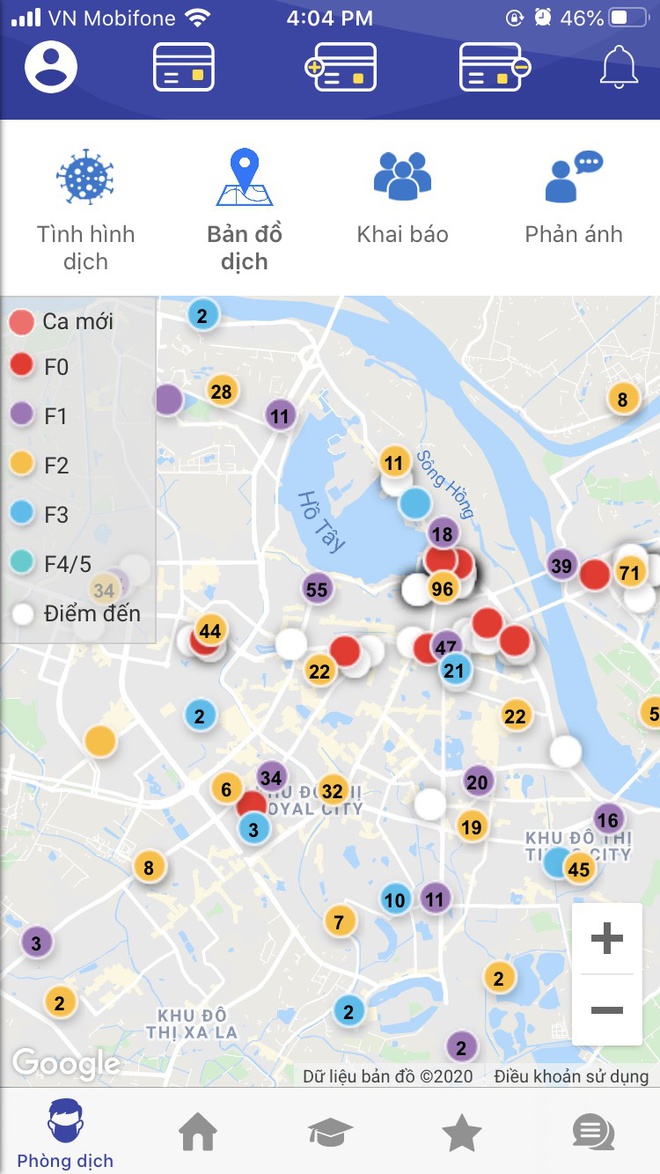 VN Mobifone 4:04 PM 46%
Tình hình dịch
Bản đồ dịch
Khai báo
Phản ánh
Ca mới
F0
F1
F2
F3
F4/5
Điểm đến
2
28
11
8
11
Sông Hồng
Hồ Tây
18
34
55
96
39
71
44
47
22
21
2
22
5
34
6
32
20
ROYAL CITY
3
19
16
KHU ĐÔ THỊ
CITY
8
45
10
11
7
3
2
2
2
KHU ĐÔ
THỊ XA LA
2
Google
Dữ liệu bản đồ ©2020 Điều khoản sử dụng
Phòng dịch